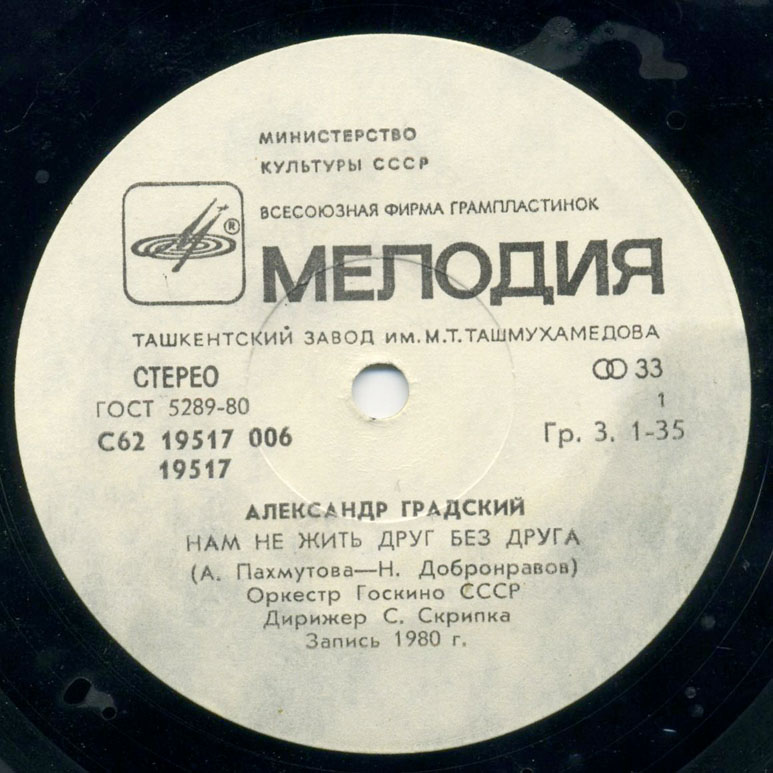 МИНИСТЕРСТВО
КУЛЬТУРЫ СССР
ВСЕСОЮЗНАЯ ФИРМА ГРАМПЛАСТИНОК
®
МЕЛОДИЯ
ТАШКЕНТСКИЙ ЗАВОД ИМ. М.Т. ТАШМУХАМЕДОВА
СТЕРЕО
33
ГОСТ 5289-80
1
С62 19517 006
Гр. 3. 1-35
19517
АЛЕКСАНДР ГРАДСКИЙ
НАМ НЕ ЖИТЬ ДРУГ БЕЗ ДРУГА
(А. Пахмутова—Н. Добронравов)
Оркестр Госкино СССР
Дирижер С. Скрипка
Запись 1980 г.